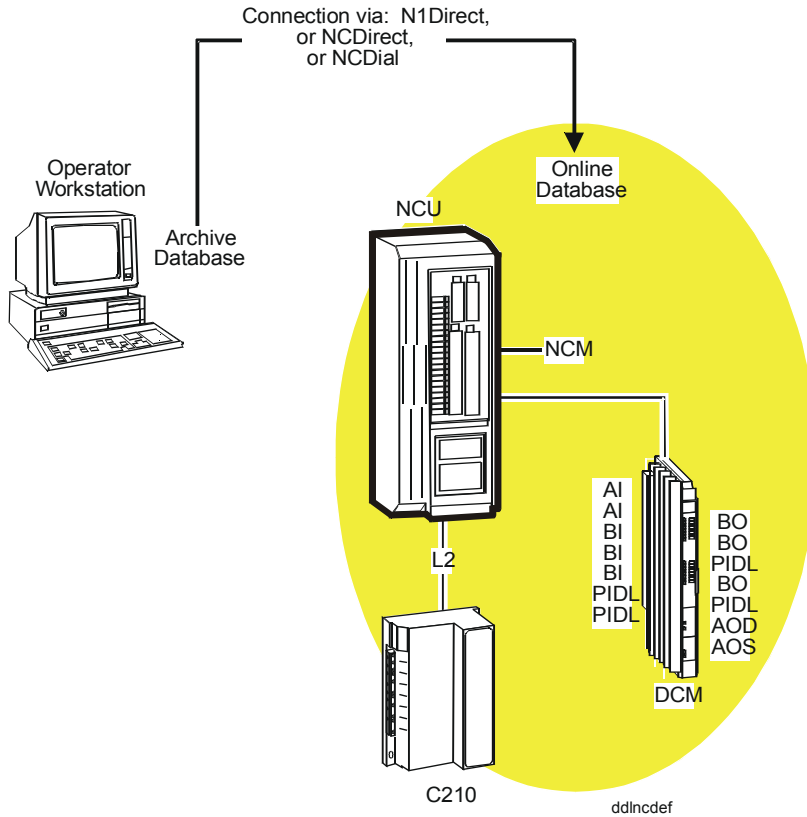 Connection via: N1Direct,
or NCDirect,
or NCDial
Operator
Workstation
Archive
Database
Online
Database
NCU
NCM
AI
AI
BI
BI
BI
PIDL
PIDL
BO
BO
PIDL
BO
PIDL
AOD
AOS
DCM
L2
C210
ddlncdef